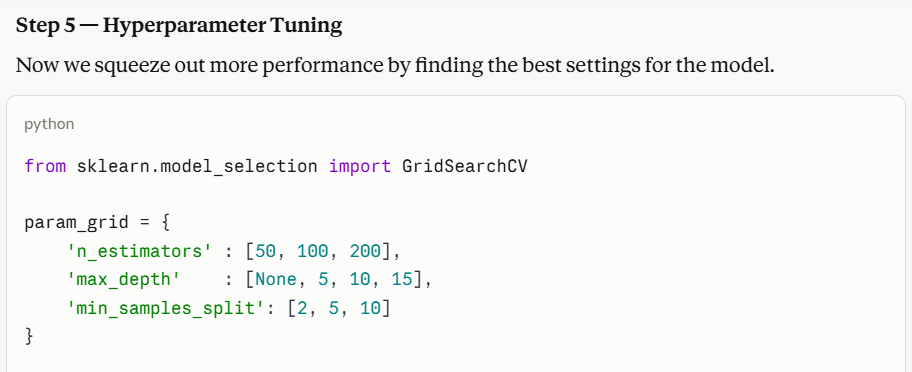 Step 5 — Hyperparameter Tuning
Now we squeeze out more performance by finding the best settings for the model.
python
from sklearn.model_selection import GridSearchCV
param_grid = {
    'n_estimators' : [50, 100, 200],
    'max_depth'    : [None, 5, 10, 15],
    'min_samples_split': [2, 5, 10]
}